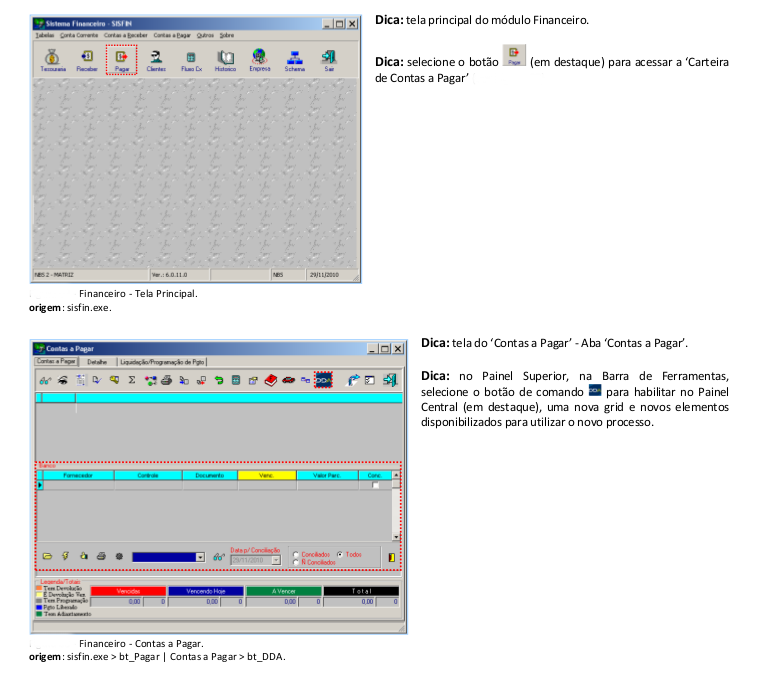 Sistema Financeiro - SISFIN
Tabelas Conta Corrente Contas a Receber Contas a Pagar Outros Sobre
Tesouraria Receber Pagar Clientes Fluxo Cx Historico Empresa Schema Sair
NBS 2 - MATRIZ Ver.: 6.0.11.0 NBS 29/11/2010
Financeiro - Tela Principal.
origem: sisfin.exe.
Dica: tela principal do módulo Financeiro.
Dica: selecione o botão Pagar (em destaque) para acessar a ‘Carteira
de Contas a Pagar’
Contas a Pagar
Contas a Pagar Detalhe Liquidação/Programação de Pgto
DDA
Banco
Fornecedor Controle Documento Venc. Valor Parc. Conc.
Data p/ Conciliação
29/11/2010
Conciliados Todos
Ñ Conciliados
Legenda/Totais
Tem Devolução
É Devolução Ven
Tem Programação
Pgto Liberado
Tem Adiantamento
Vencidas Vencendo Hoje A Vencer Total
0,00 0 0,00 0 0,00 0 0,00 0
Financeiro - Contas a Pagar.
origem: sisfin.exe > bt_Pagar | Contas a Pagar > bt_DDA.
Dica: tela do ‘Contas a Pagar’ - Aba ‘Contas a Pagar’.
Dica: no Painel Superior, na Barra de Ferramentas,
selecione o botão de comando DDA para habilitar no Painel
Central (em destaque), uma nova grid e novos elementos
disponibilizados para utilizar o novo processo.